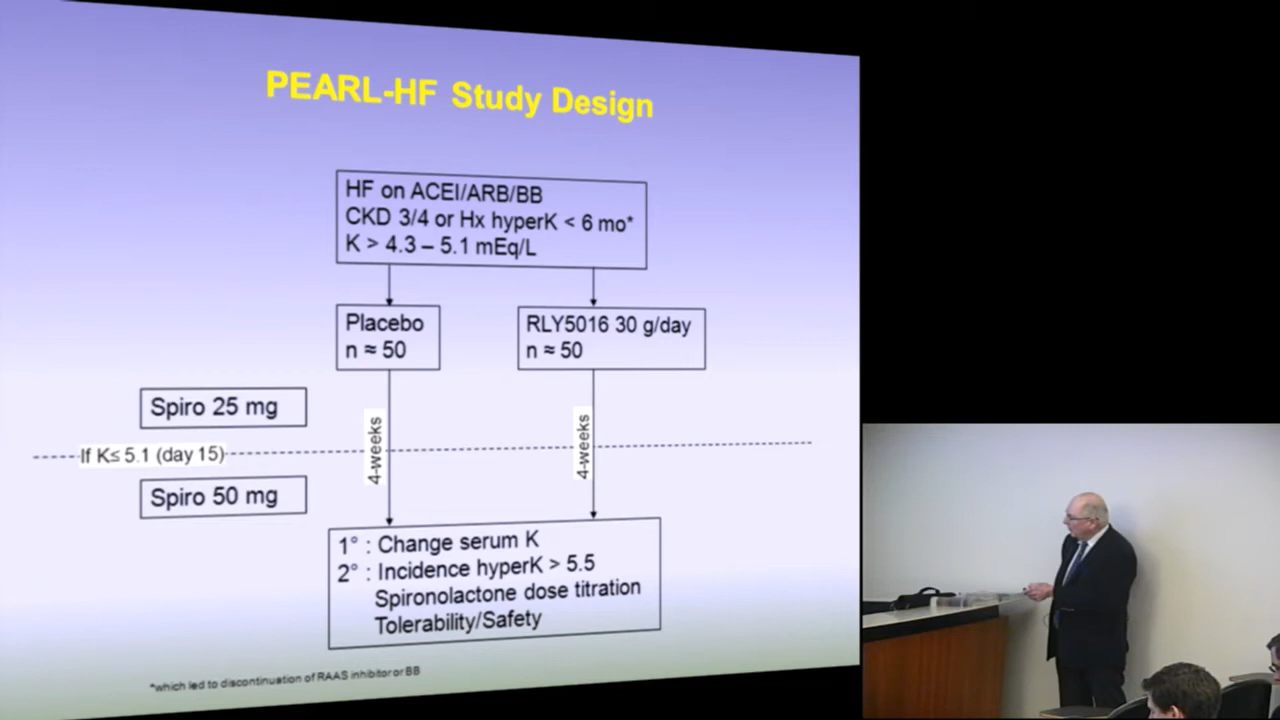 PEARL-HF Study Design
HF on ACEI/ARB/BB
CKD 3/4 or Hx hyperK < 6 mo*
K > 4.3 – 5.1 mEq/L
Placebo
n ≈ 50
RLY5016 30 g/day
n ≈ 50
Spiro 25 mg
4-weeks
4-weeks
If K≤ 5.1 (day 15)
Spiro 50 mg
1° : Change serum K
2° : Incidence hyperK > 5.5
Spironolactone dose titration
Tolerability/Safety
*which led to discontinuation of RAAS inhibitor or BB